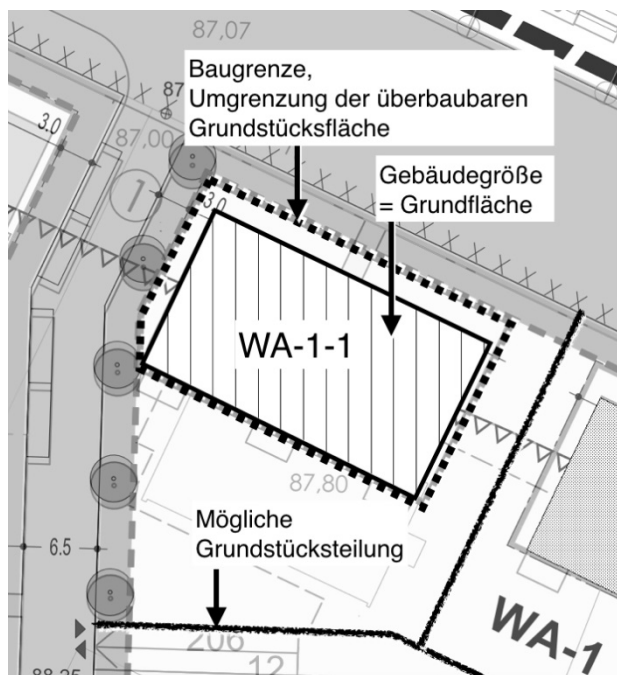 87,07
Baugrenze,
Umgrenzung der überbaubaren
Grundstücksfläche
87
3.0
87,00
Gebäudegröße
= Grundfläche
1
3.0
WA-1-1
87,80
Mögliche
Grundstücksteilung
6.5
WA-1
206
12
88,25